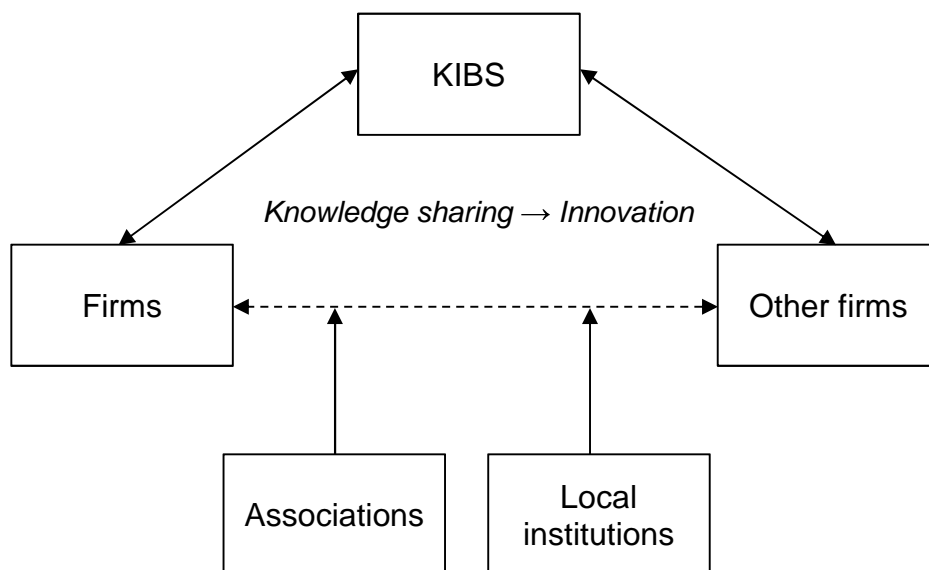 KIBS
Knowledge sharing → Innovation
Firms
Other firms
Associations
Local
institutions